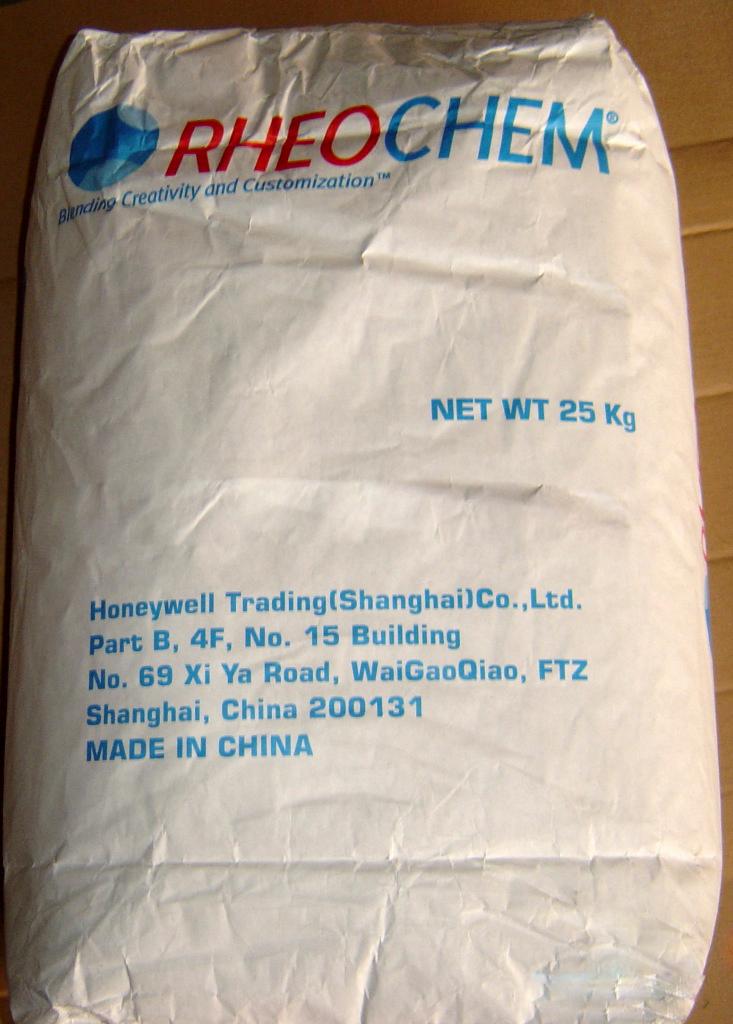 RHEOCHEM®
Blending Creativity and Customization™
NET WT 25 Kg
Honeywell Trading(Shanghai)Co.,Ltd.
Part B, 4F, No. 15 Building
No. 69 Xi Ya Road, WaiGaoQiao, FTZ
Shanghai, China 200131
MADE IN CHINA